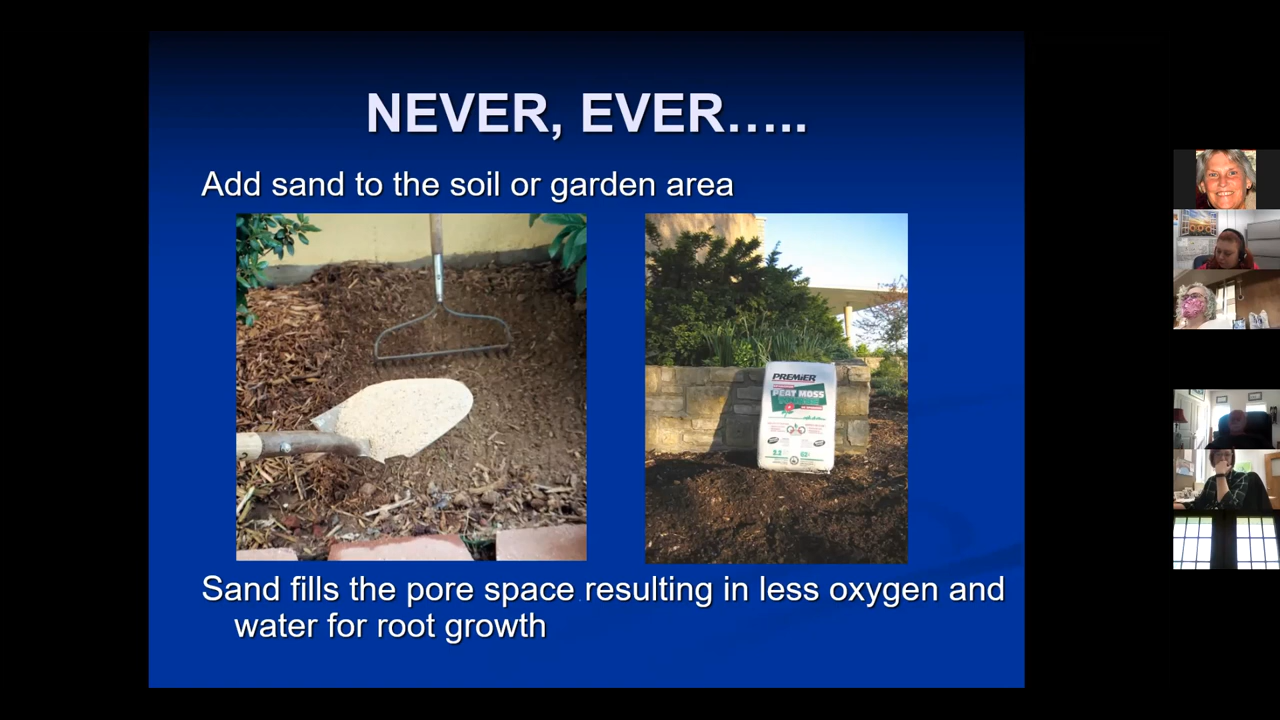 NEVER, EVER…..
Add sand to the soil or garden area
PREMIER
PEAT MOSS
Sand fills the pore space resulting in less oxygen and
water for root growth